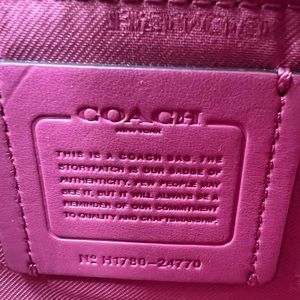 COACH
NEW YORK
THIS IS A COACH BAG. THE
STORYPATCH IS OUR BADGE OF
AUTHENTICITY. FEW PEOPLE MAY
SEE IT, BUT IT WILL ALWAYS BE A
REMINDER OF OUR COMMITMENT
TO QUALITY AND CRAFTSMANSHIP.
Nº H1780-24770